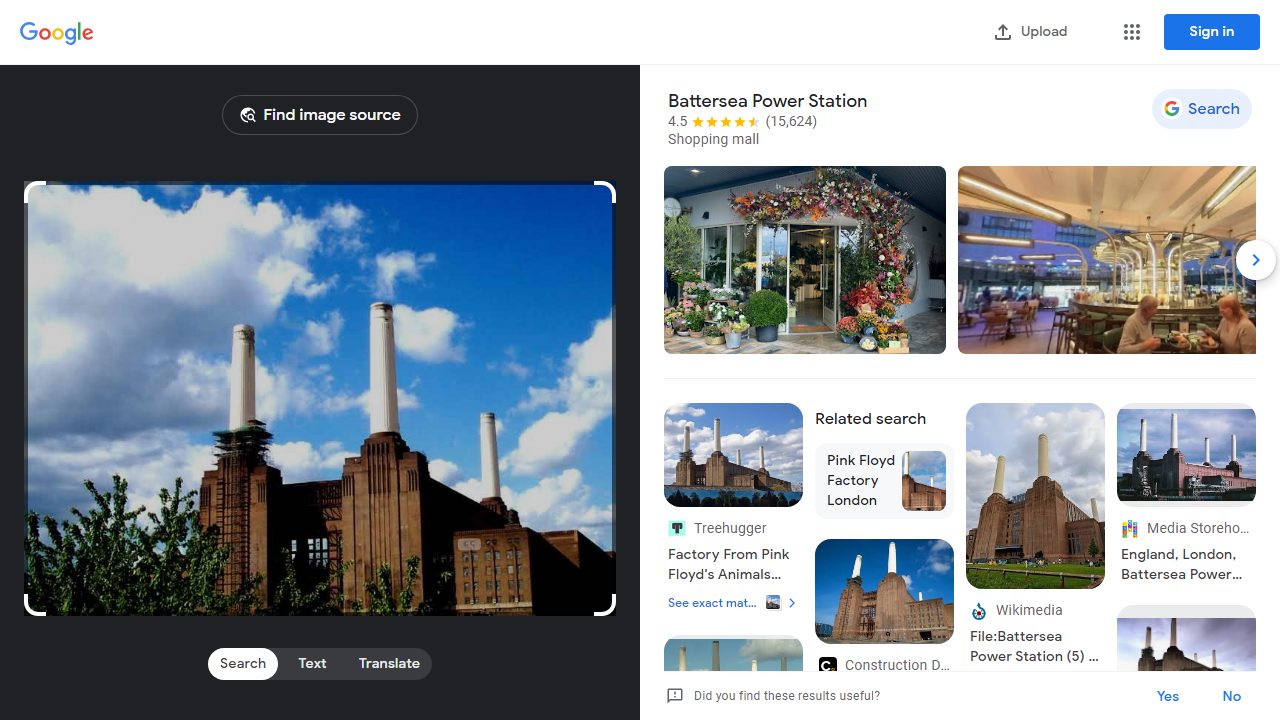 Google
Upload
Sign in
Find image source
Search
Text
Translate
Battersea Power Station
4.5 (15,624)
Shopping mall
Search
Treehugger
Factory From Pink
Floyd's Animals...
See exact mat...
Related search
Pink Floyd
Factory
London
Construction D...
Wikimedia
File:Battersea
Power Station (5) ...
Media Storeho...
England, London,
Battersea Power...
Did you find these results useful?
Yes
No